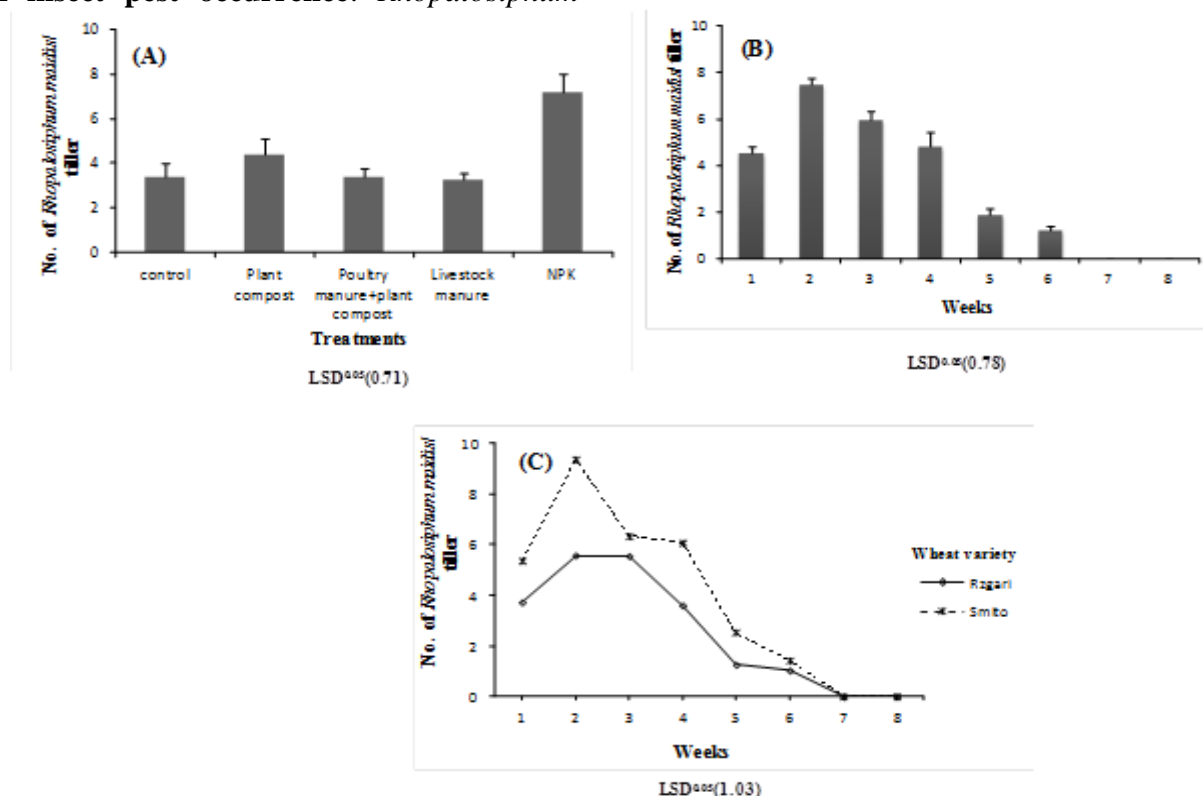 insect pest occurrence. Rhopalosiphum
(A)
No. of Rhopalosiphum maidis/
tiller
10
8
6
4
2
0
control Plant Poultry Livestock NPK
compost manure+plant manure
compost
Treatments
LSD0.05(0.71)
(B)
No. of Rhopalosiphum maidis/ tiller
10
8
6
4
2
0
1 2 3 4 5 6 7 8
Weeks
LSD0.05(0.78)
(C)
No. of Rhopalosiphum maidis/
tiller
10
8
6
4
2
0
1 2 3 4 5 6 7 8
Weeks
Wheat variety
Rzgari
Smito
LSD0.05(1.03)